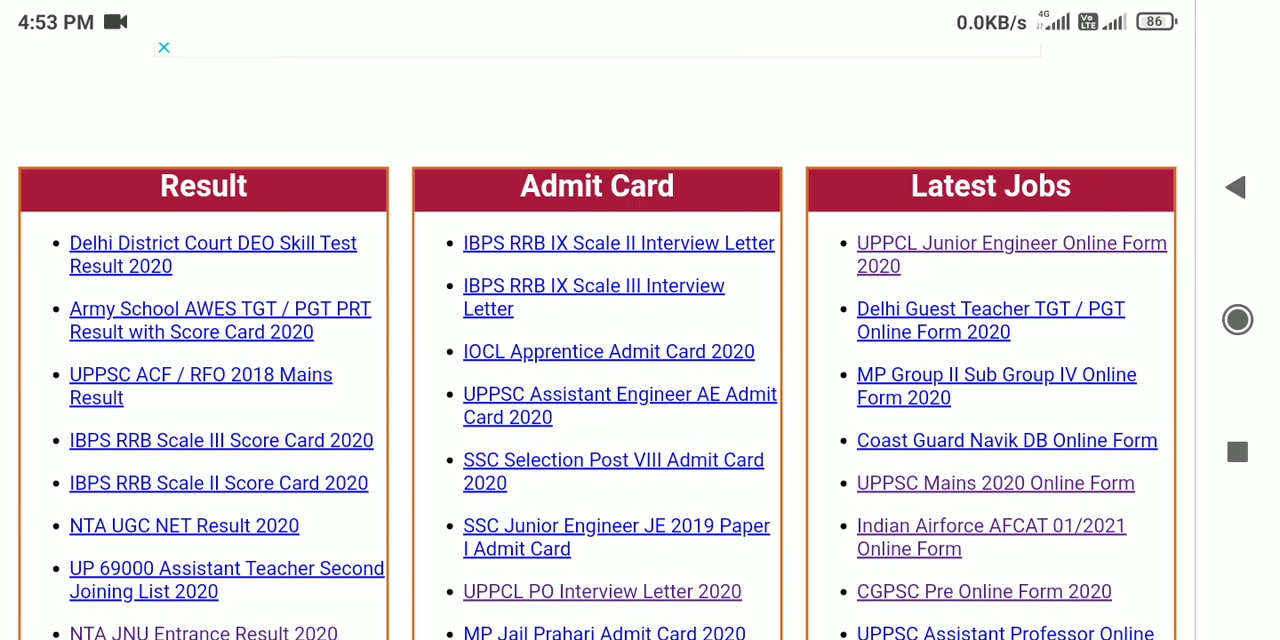 4:53 PM
0.0KB/s 4G Vo LTE 86
Result
Delhi District Court DEO Skill Test
Result 2020
Army School AWES TGT / PGT PRT
Result with Score Card 2020
UPPSC ACF / RFO 2018 Mains
Result
IBPS RRB Scale III Score Card 2020
IBPS RRB Scale II Score Card 2020
NTA UGC NET Result 2020
UP 69000 Assistant Teacher Second
Joining List 2020
NTA JNU Entrance Result 2020
Admit Card
IBPS RRB IX Scale II Interview Letter
IBPS RRB IX Scale III Interview
Letter
IOCL Apprentice Admit Card 2020
UPPSC Assistant Engineer AE Admit
Card 2020
SSC Selection Post VIII Admit Card
2020
SSC Junior Engineer JE 2019 Paper
I Admit Card
UPPCL PO Interview Letter 2020
MP Jail Prahari Admit Card 2020
Latest Jobs
UPPCL Junior Engineer Online Form
2020
Delhi Guest Teacher TGT / PGT
Online Form 2020
MP Group II Sub Group IV Online
Form 2020
Coast Guard Navik DB Online Form
UPPSC Mains 2020 Online Form
Indian Airforce AFCAT 01/2021
Online Form
CGPSC Pre Online Form 2020
UPPSC Assistant Professor Online